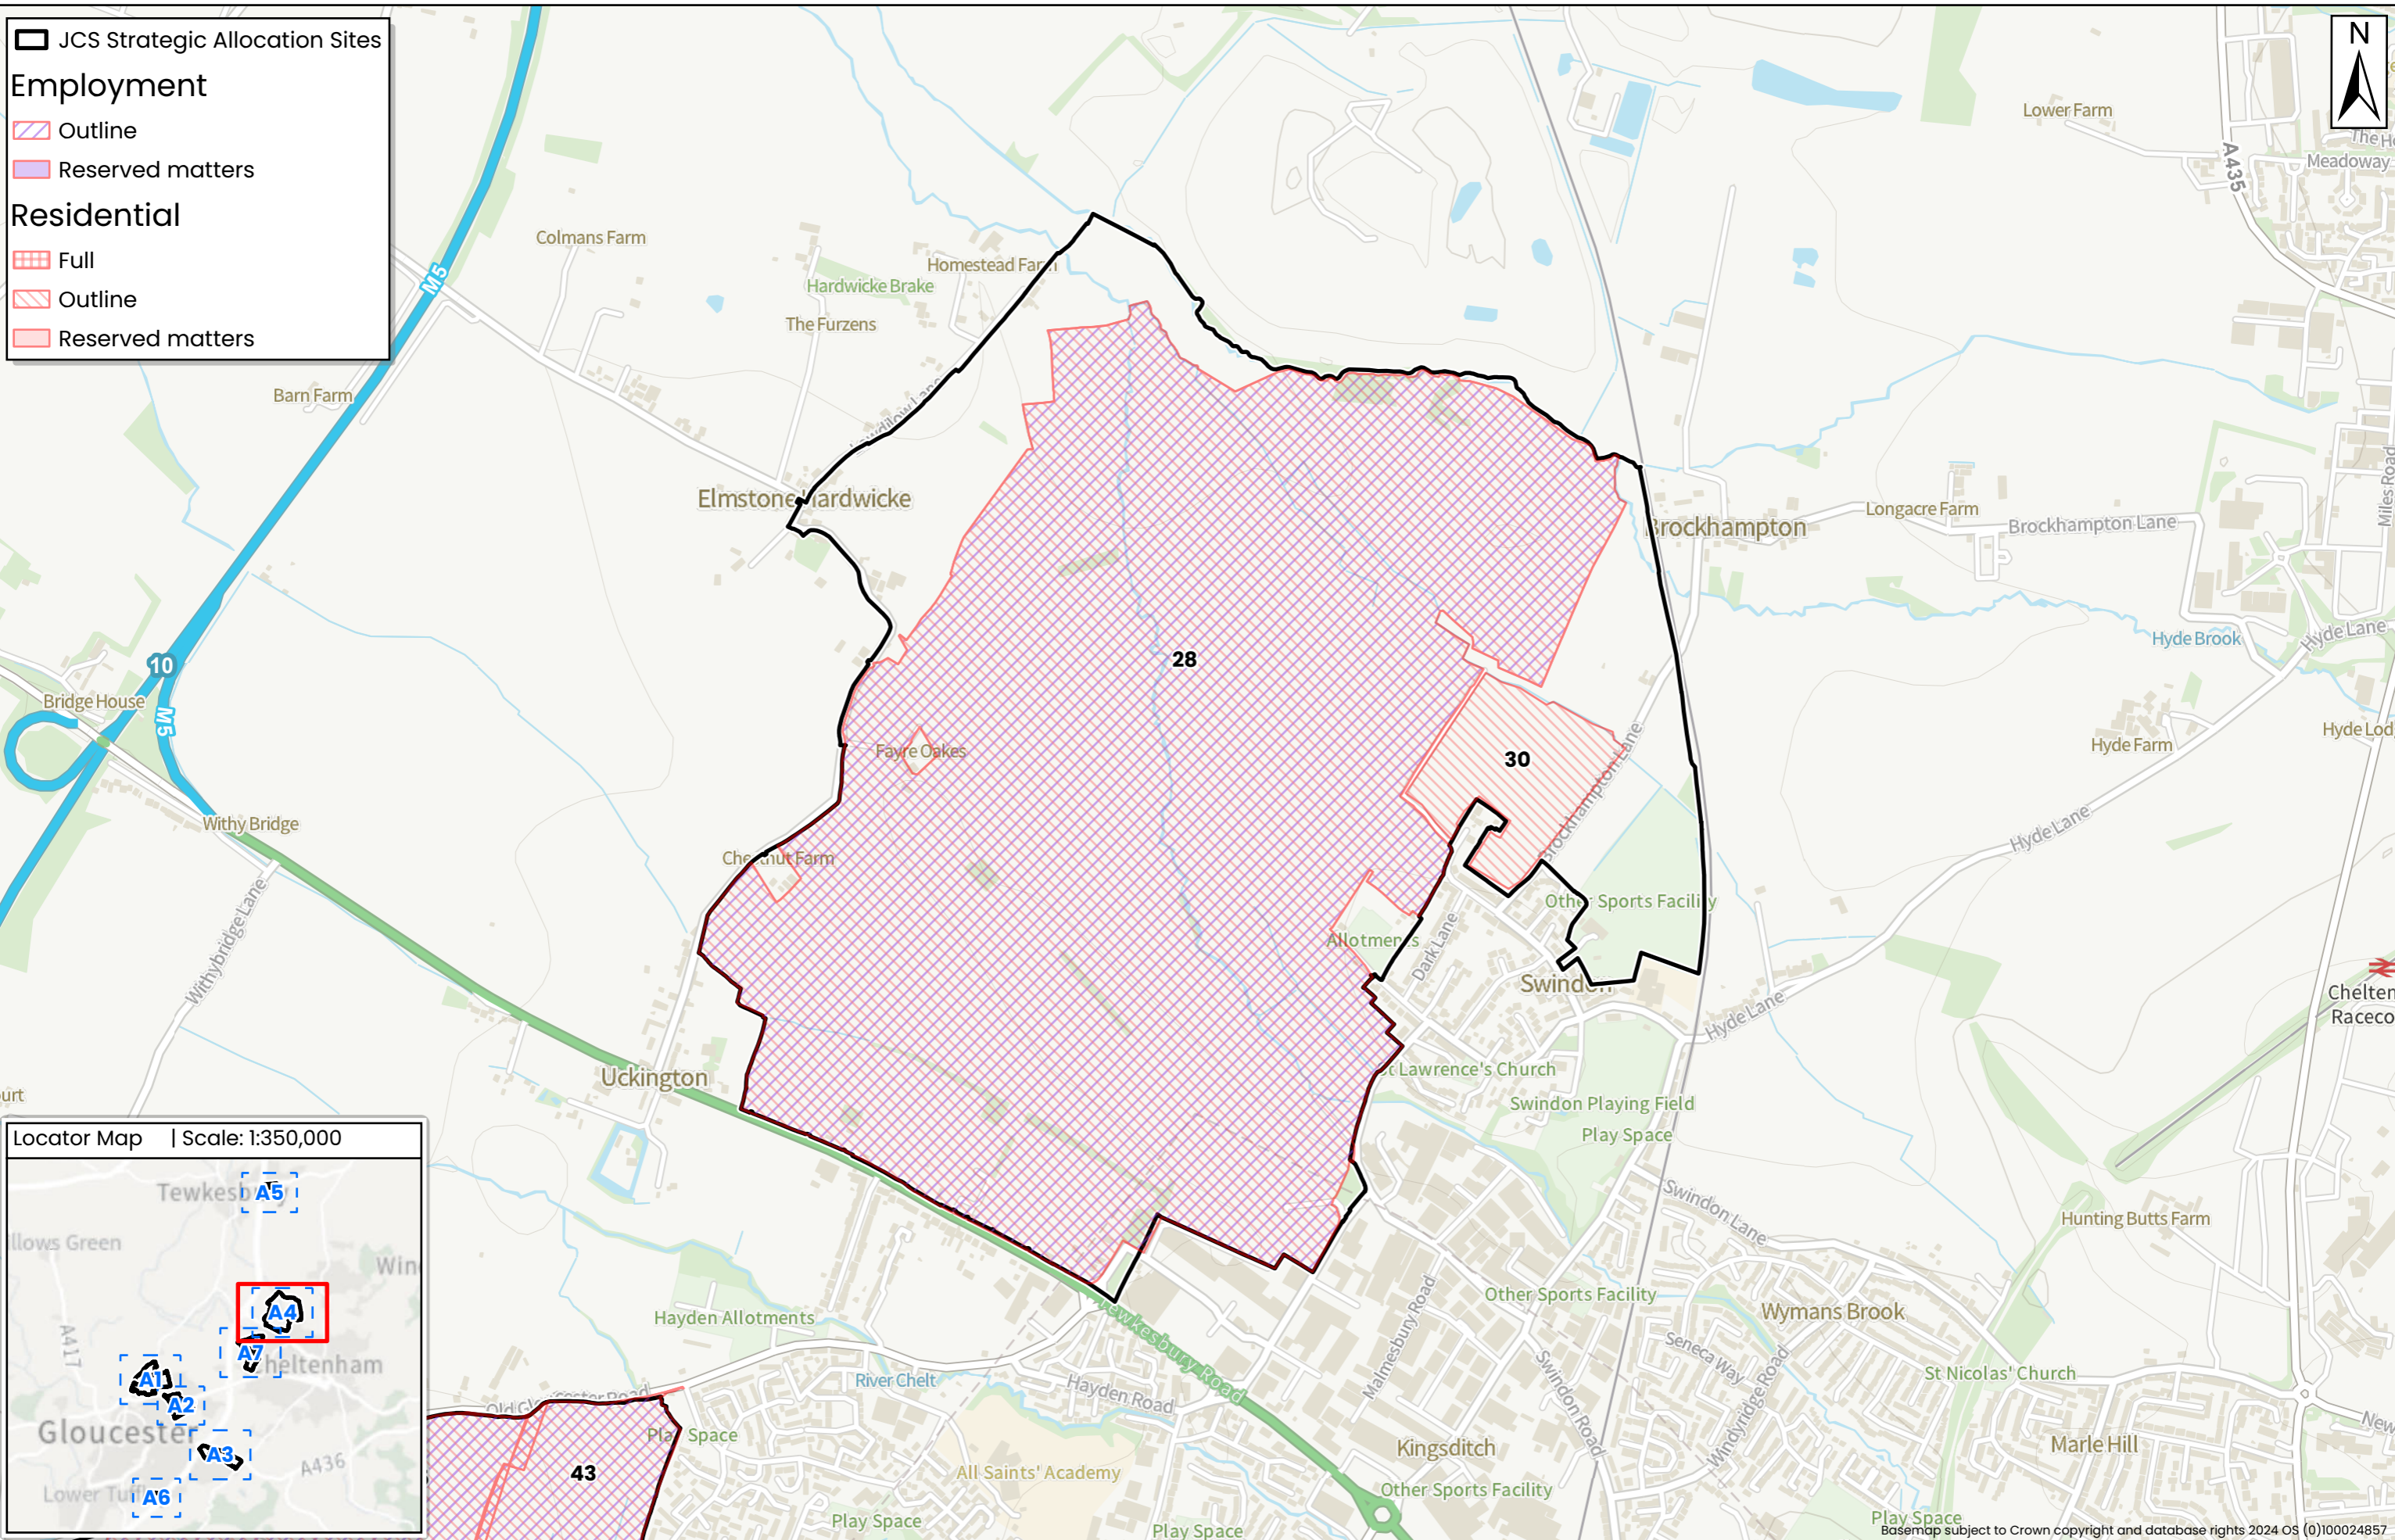 JCS Strategic Allocation Sites
Employment
Outline
Reserved matters
Residential
Full
Outline
Reserved matters
N
M5
Colmans Farm
Homestead Farm
Hardwicke Brake
The Furzens
Barn Farm
Lower Farm
A435
Meadoway
Elmstone Hardwicke
Brockhampton
Longacre Farm
Brockhampton Lane
Miles Road
Hyde Brook
Hyde Lane
28
10
M5
Bridge House
Fayre Oakes
30
Brockhampton Lane
Hyde Farm
Withy Bridge
Chestnut Farm
Hyde Lane
Withybridge Lane
Other Sports Facility
Allotments
Dark Lane
Swindon
Hyde Lane
Uckington
St Lawrence's Church
Swindon Playing Field
Play Space
Swindon Lane
Hunting Butts Farm
Hayden Allotments
Tewkesbury Road
Malmesbury Road
Other Sports Facility
Wymans Brook
Seneca Way
St Nicolas' Church
River Chelt
Hayden Road
Swindon Road
Windyridge Road
Play Space
43
All Saints' Academy
Kingsditch
Other Sports Facility
Marle Hill
Play Space
Play Space
Play Space
Locator Map | Scale: 1:350,000
A5
A4
A7
A417
A1
A2
Gloucester
A3
A436
A6
Basemap subject to Crown copyright and database rights 2024 OS (0)100024857